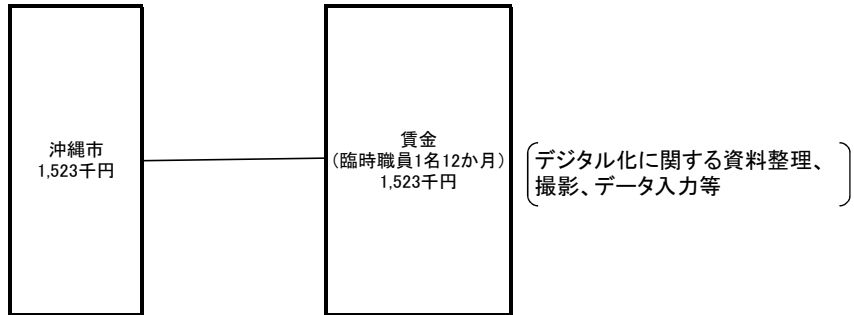 沖縄市
1,523千円
賃金
(臨時職員1名12か月)
1,523千円
デジタル化に関する資料整理、
撮影、データ入力等